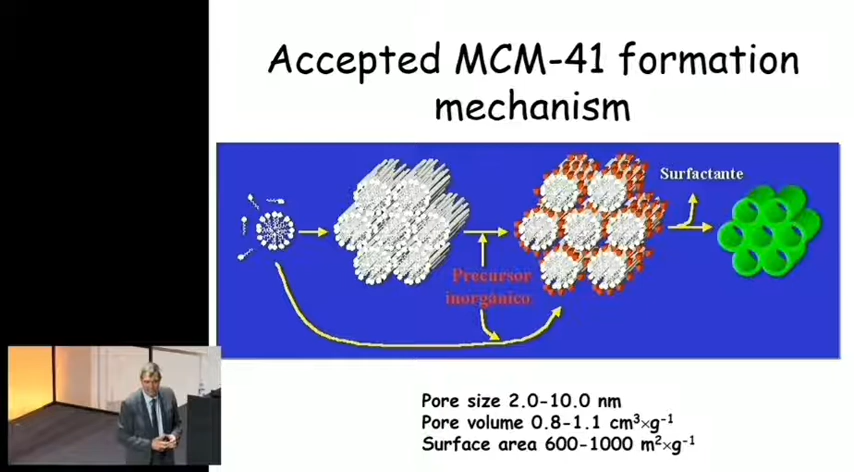 Accepted MCM-41 formation
mechanism
Surfactante
Precursor
inorgánico
Pore size 2.0-10.0 nm
Pore volume 0.8-1.1 cm³×g⁻¹
Surface area 600-1000 m²×g⁻¹